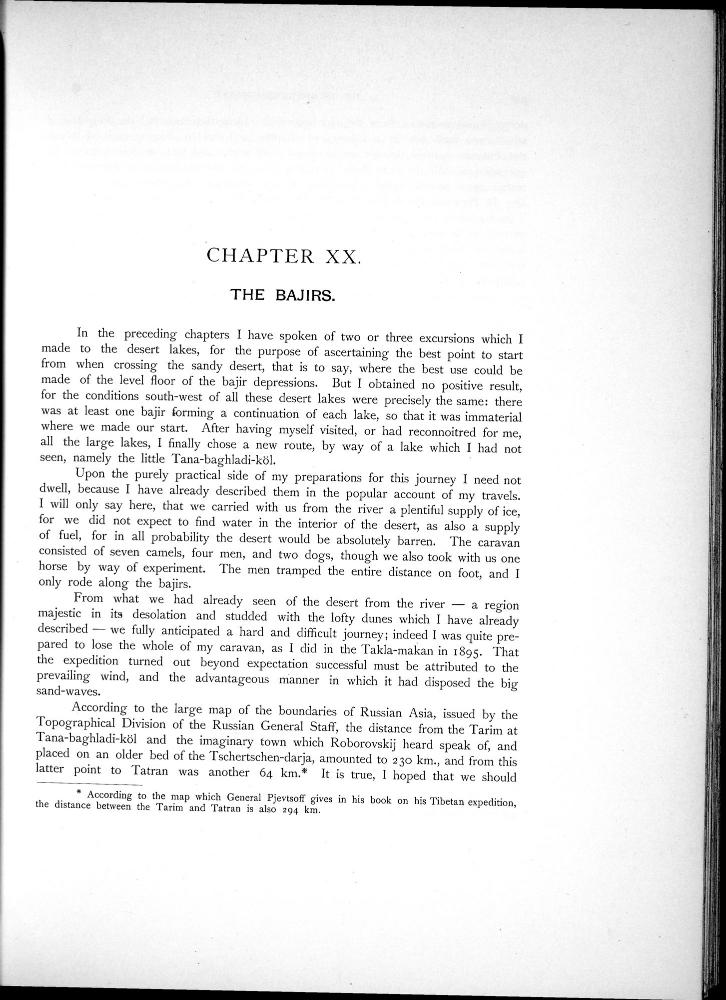 CHAPTER XX.
THE BAJIRS.
In the preceding chapters I have spoken of two or three excursions which I
made to the desert lakes, for the purpose of ascertaining the best point to start
from when crossing the sandy desert, that is to say, where the best use could be
made of the level floor of the bajir depressions. But I obtained no positive result,
for the conditions south-west of all these desert lakes were precisely the same: there
was at least one bajir forming a continuation of each lake, so that it was immaterial
where we made our start. After having myself visited, or had reconnoitred for me,
all the large lakes, I finally chose a new route, by way of a lake which I had not
seen, namely the little Tana-baghladi-köl.
Upon the purely practical side of my preparations for this journey I need not
dwell, because I have already described them in the popular account of my travels.
I will only say here, that we carried with us from the river a plentiful supply of ice,
for we did not expect to find water in the interior of the desert, as also a supply
of fuel, for in all probability the desert would be absolutely barren. The caravan
consisted of seven camels, four men, and two dogs, though we also took with us one
horse by way of experiment. The men tramped the entire distance on foot, and I
only rode along the bajirs.
From what we had already seen of the desert from the river — a region
majestic in its desolation and studded with the lofty dunes which I have already
described — we fully anticipated a hard and difficult journey; indeed I was quite pre-
pared to lose the whole of my caravan, as I did in the Takla-makan in 1895. That
the expedition turned out beyond expectation successful must be attributed to the
prevailing wind, and the advantageous manner in which it had disposed the big
sand-waves.
According to the large map of the boundaries of Russian Asia, issued by the
Topographical Division of the Russian General Staff, the distance from the Tarim at
Tana-baghladi-köl and the imaginary town which Roborovskij heard speak of, and
placed on an older bed of the Tschertschen-darja, amounted to 230 km., and from this
latter point to Tatran was another 64 km.* It is true, I hoped that we should
* According to the map which General Pjevtsoff gives in his book on his Tibetan expedition,
the distance between the Tarim and Tatran is also 294 km.